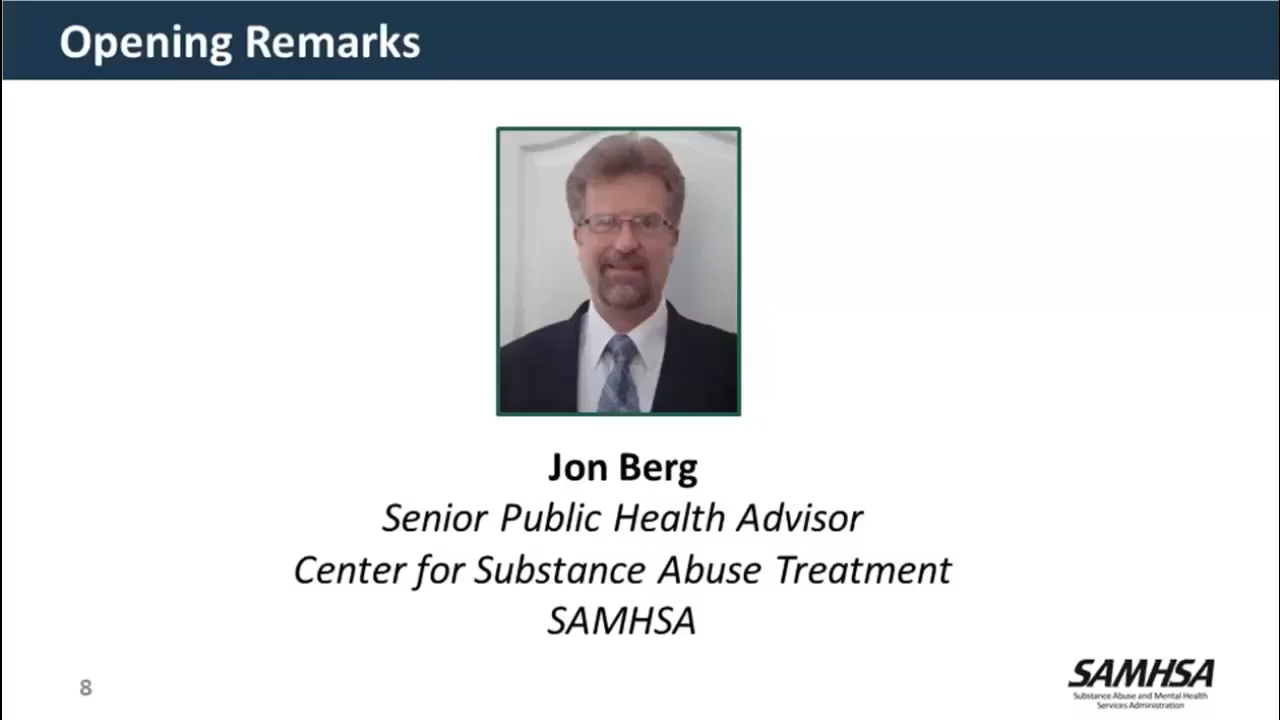 Opening Remarks
Jon Berg
Senior Public Health Advisor
Center for Substance Abuse Treatment
SAMHSA
8
SAMHSA
Substance Abuse and Mental Health
Services Administration